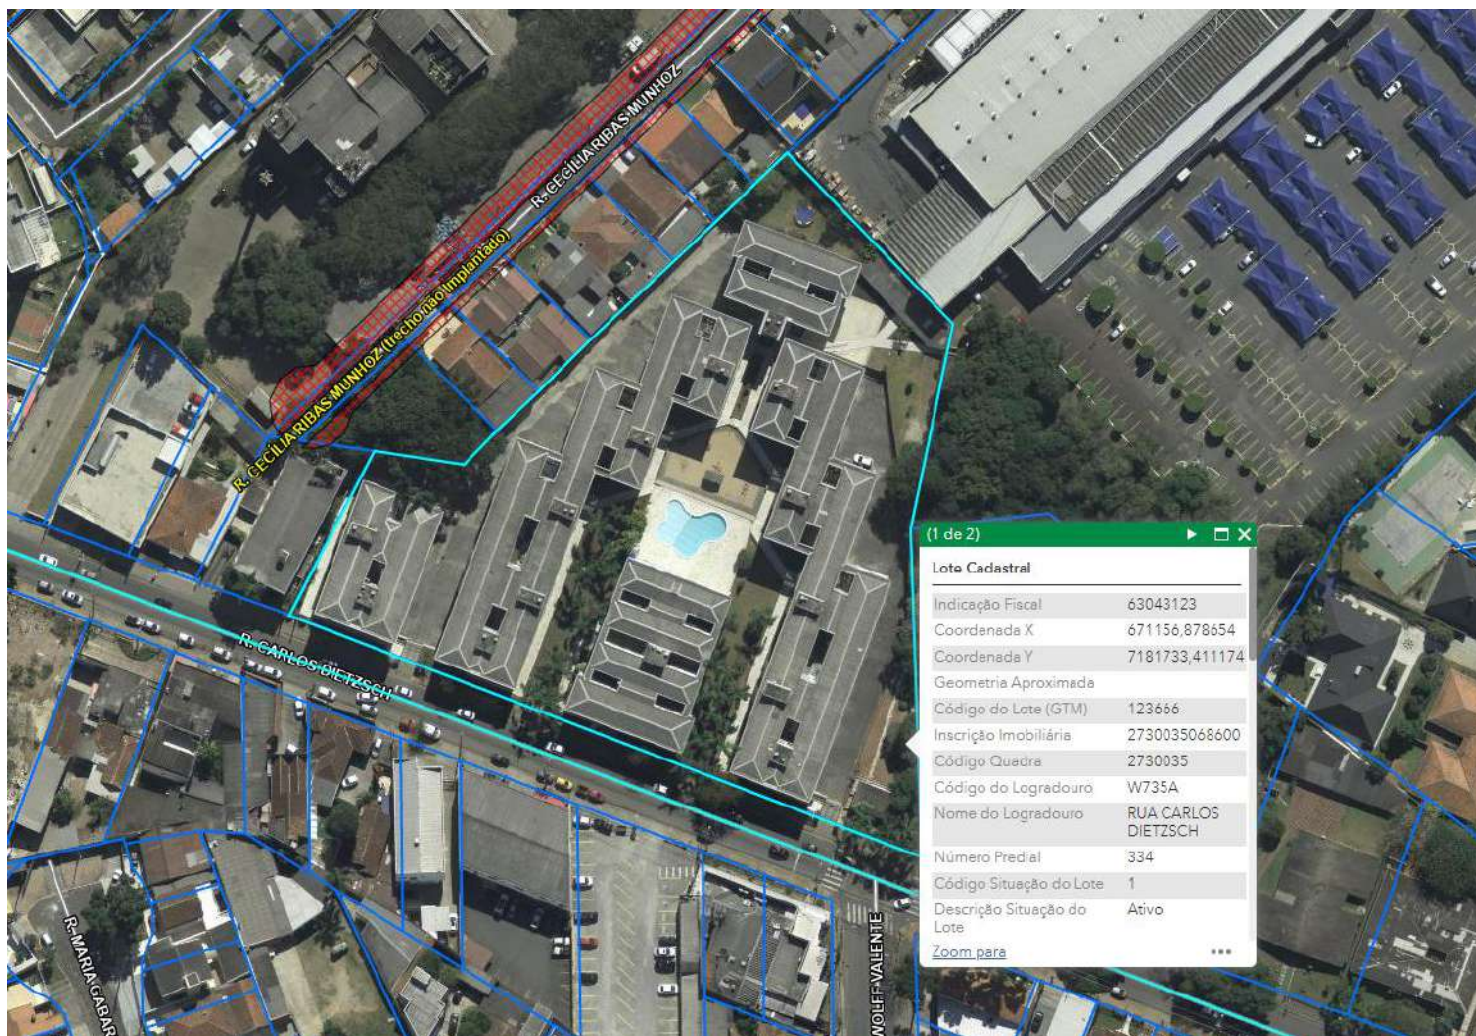 R. CECÍLIA RIBAS MUNHOZ
R. CECÍLIA RIBAS MUNHOZ (trecho não implantado)
R. CARLOS DIETZSCH
R. MARIA GABAR
WOLFF VALENTE
(1 de 2)
Lote Cadastral
Indicação Fiscal 63043123
Coordenada X 671156,878654
Coordenada Y 7181733,411174
Geometria Aproximada
Código do Lote (GTM) 123666
Inscrição Imobiliária 2730035068600
Código Quadra 2730035
Código do Logradouro W735A
Nome do Logradouro RUA CARLOS
DIETZSCH
Número Predial 334
Código Situação do Lote 1
Descrição Situação do Ativo
Lote
Zoom para